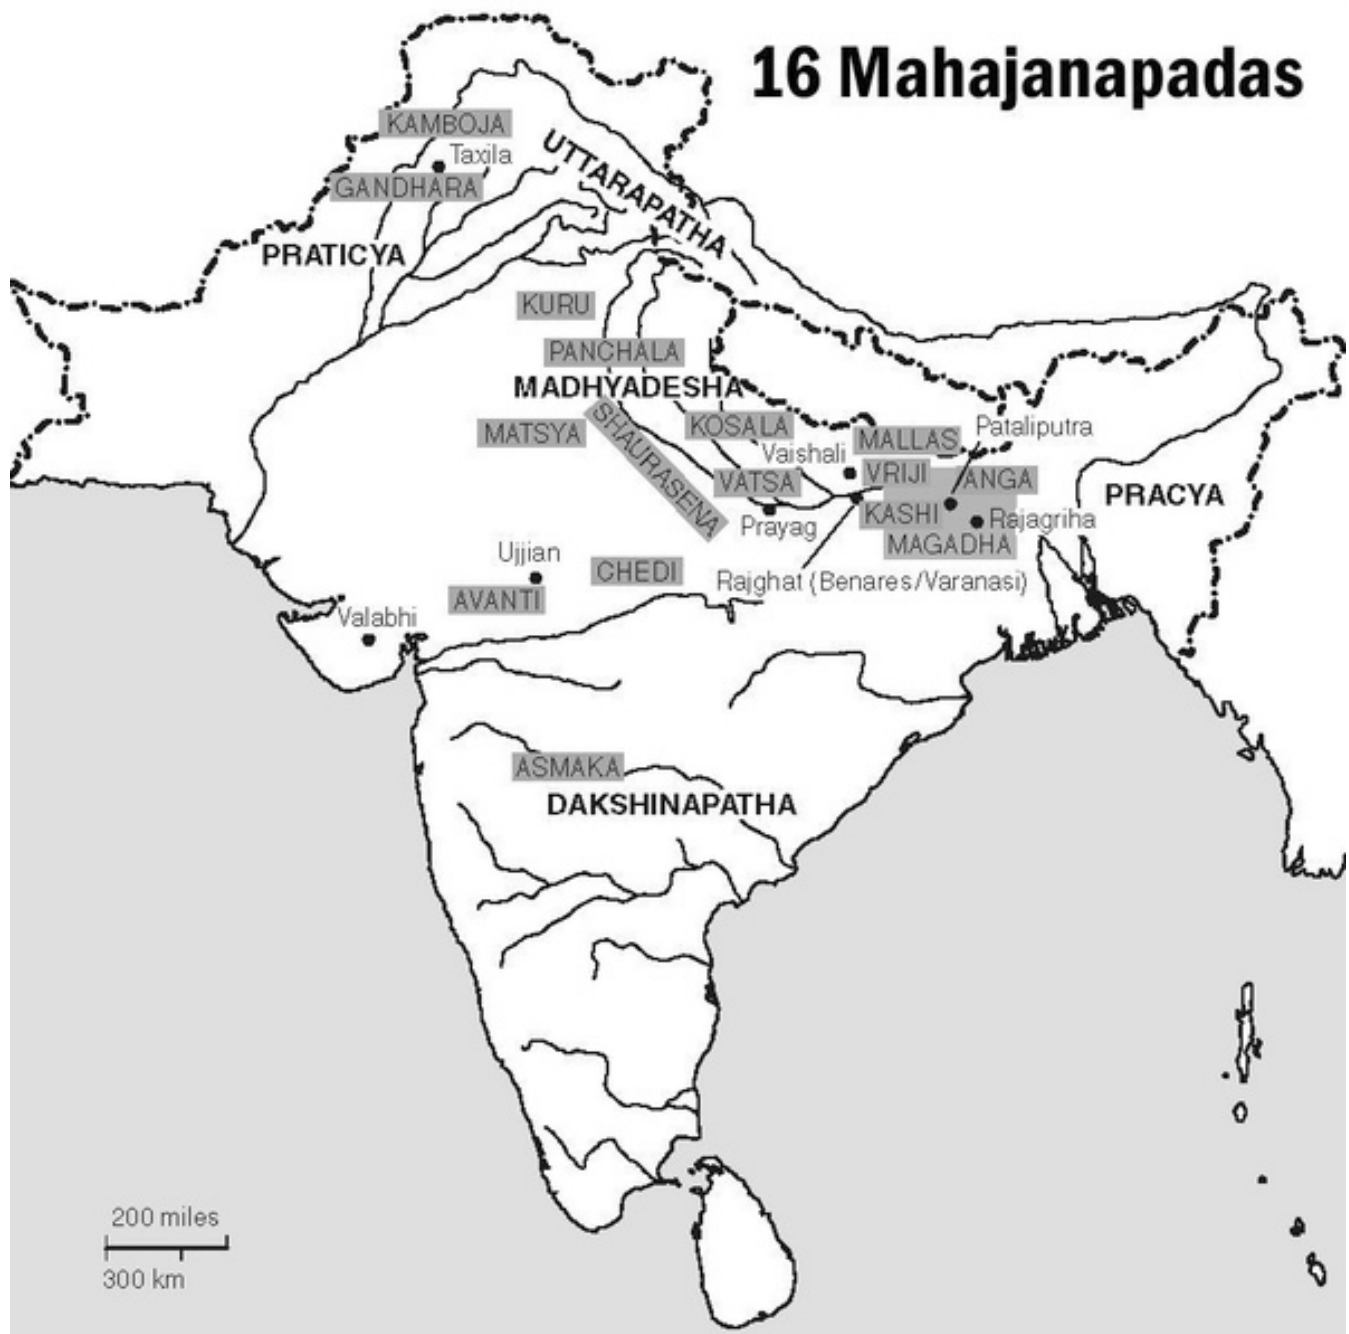 16 Mahajanapadas
KAMBOJA
Taxila
GANDHARA
UTTARAPATHA
PRATICYA
KURU
PANCHALA
MADHYADESHA
MATSYA
SHAURASENA
KOSALA
Vaishali
MALLAS
Pataliputra
VATSA
VRIJI
ANGA
PRACYA
Prayag
KASHI
Rajagriha
MAGADHA
Ujjian
CHEDI
Rajghat (Benares/Varanasi)
AVANTI
Valabhi
ASMAKA
DAKSHINAPATHA
200 miles
300 km